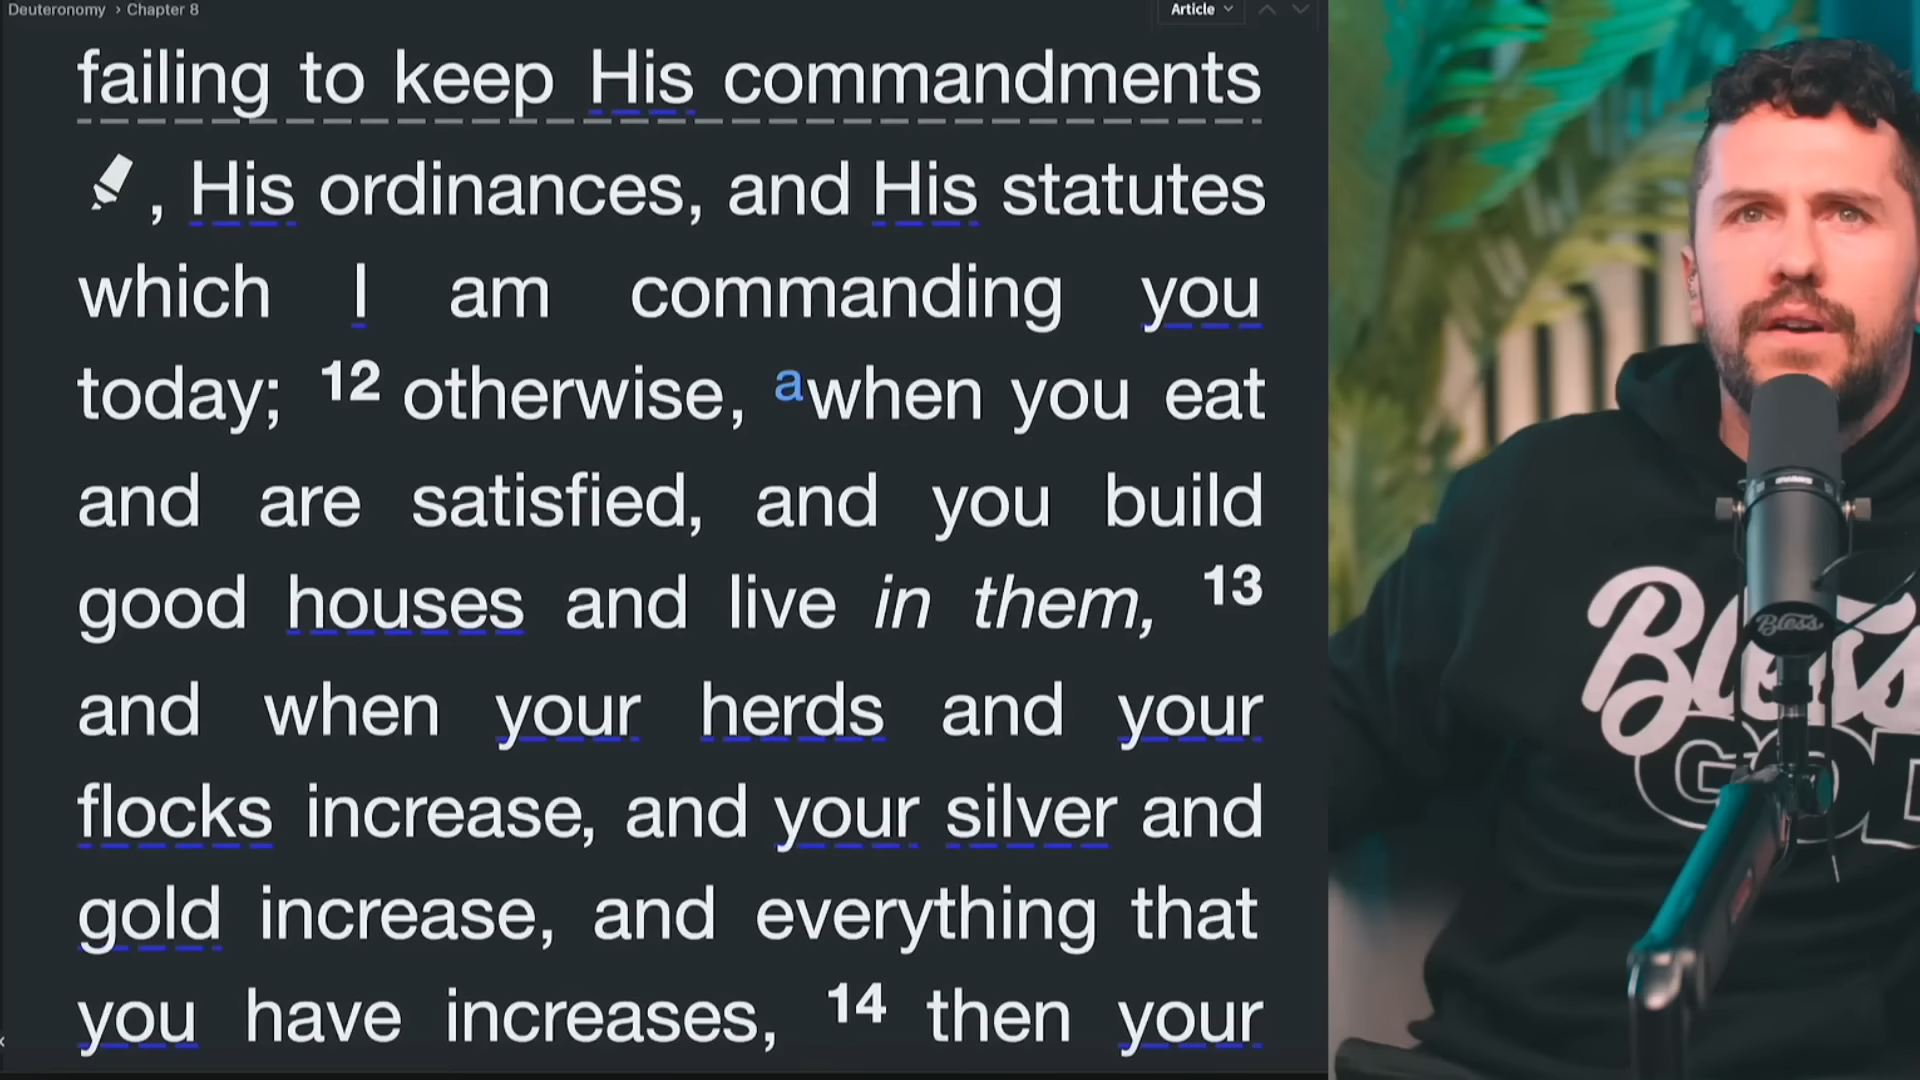 Deuteronomy › Chapter 8
Article
failing to keep His commandments
, His ordinances, and His statutes
which I am commanding you
today; 12 otherwise, a when you eat
and are satisfied, and you build
good houses and live in them, 13
and when your herds and your
flocks increase, and your silver and
gold increase, and everything that
you have increases, 14 then your
Bless
Bless
GOD